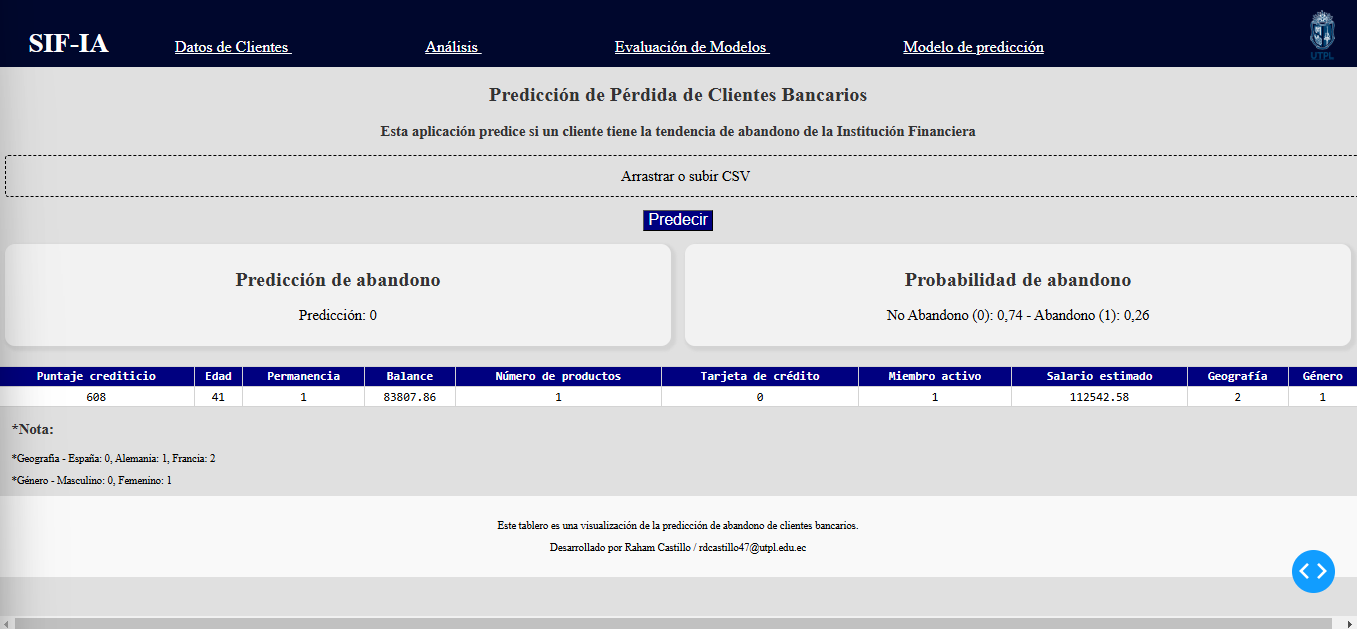 SIF-IA
Datos de Clientes
Análisis
Evaluación de Modelos
Modelo de predicción
UTPL
Predicción de Pérdida de Clientes Bancarios
Esta aplicación predice si un cliente tiene la tendencia de abandono de la Institución Financiera
Arrastrar o subir CSV
Predecir
Predicción de abandono
Predicción: 0
Probabilidad de abandono
No Abandono (0): 0,74 - Abandono (1): 0,26
Puntaje crediticio Edad Permanencia Balance Número de productos Tarjeta de crédito Miembro activo Salario estimado Geografía Género
608 41 1 83807.86 1 0 1 112542.58 2 1
*Nota:
*Geografía - España: 0, Alemania: 1, Francia: 2
*Género - Masculino: 0, Femenino: 1
Este tablero es una visualización de la predicción de abandono de clientes bancarios.
Desarrollado por Raham Castillo / rdcastillo47@utpl.edu.ec